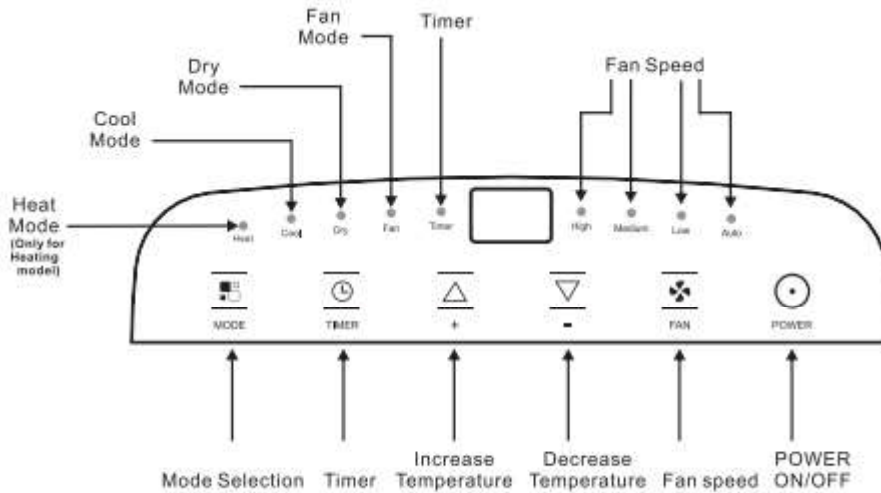 Fan
Mode
Timer
Dry
Mode
Fan Speed
Cool
Mode
Heat
Mode
(Only for
Heating
model)
Heat Cool Dry Fan Timer High Medium Low Auto
MODE TIMER + - FAN POWER
Mode Selection
Timer
Increase
Temperature
Decrease
Temperature
Fan speed
POWER
ON/OFF